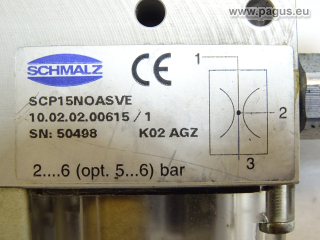 www.pagus.eu
SCHMALZ
CE
SCP15NOASVE
10.02.02.00615 / 1
SN: 50498 K02 AGZ
2....6 (opt. 5...6) bar
1
2
3